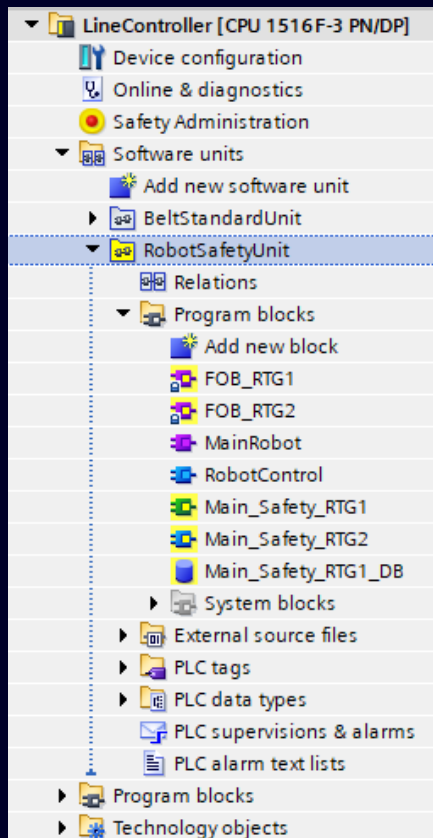 LineController [CPU 1516 F-3 PN/DP]
Device configuration
Online & diagnostics
Safety Administration
Software units
Add new software unit
BeltStandardUnit
RobotSafetyUnit
Relations
Program blocks
Add new block
FOB_RTG1
FOB_RTG2
MainRobot
RobotControl
Main_Safety_RTG1
Main_Safety_RTG2
Main_Safety_RTG1_DB
System blocks
External source files
PLC tags
PLC data types
PLC supervisions & alarms
PLC alarm text lists
Program blocks
Technology objects